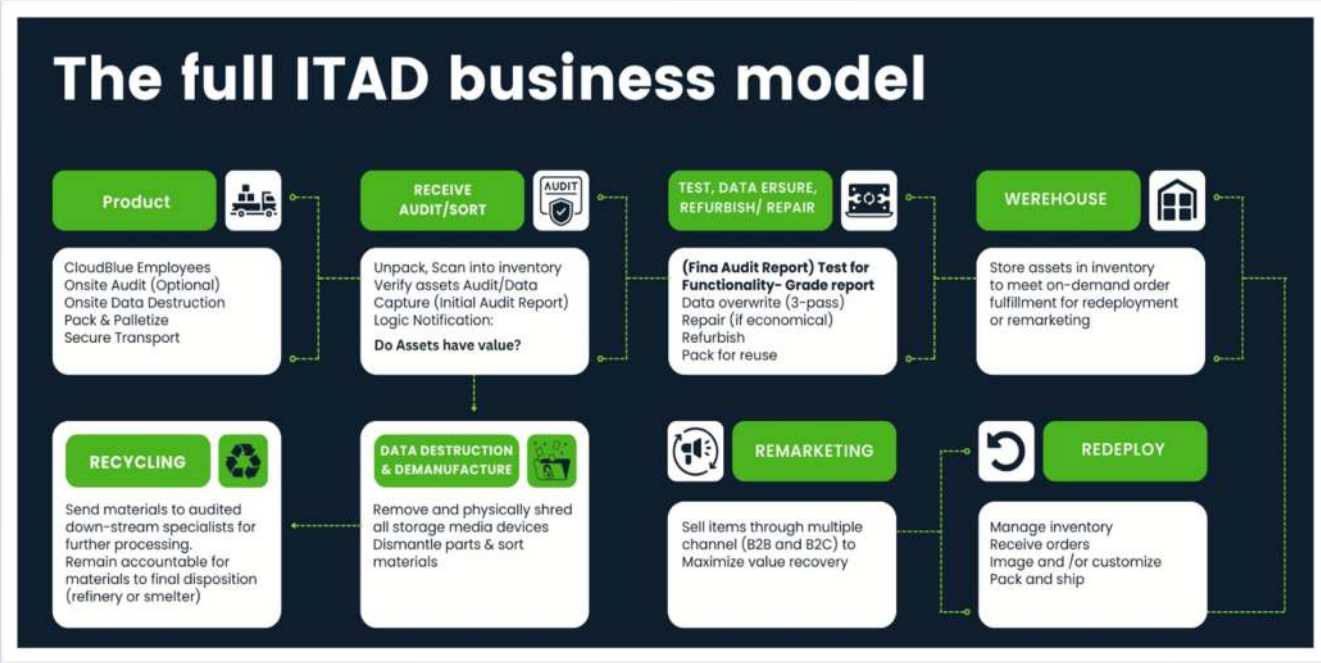 The full ITAD business model
Product
CloudBlue Employees
Onsite Audit (Optional)
Onsite Data Destruction
Pack & Palletize
Secure Transport
RECEIVE
AUDIT/SORT
AUDIT
Unpack, Scan into inventory
Verify assets Audit/Data
Capture (Initial Audit Report)
Logic Notification:
Do Assets have value?
TEST, DATA ERSURE,
REFURBISH/ REPAIR
(Fina Audit Report) Test for
Functionality- Grade report
Data overwrite (3-pass)
Repair (if economical)
Refurbish
Pack for reuse
WEREHOUSE
Store assets in inventory
to meet on-demand order
fulfillment for redeployment
or remarketing
RECYCLING
Send materials to audited
down-stream specialists for
further processing.
Remain accountable for
materials to final disposition
(refinery or smelter)
DATA DESTRUCTION
& DEMANUFACTURE
Remove and physically shred
all storage media devices
Dismantle parts & sort
materials
REMARKETING
Sell items through multiple
channel (B2B and B2C) to
Maximize value recovery
REDEPLOY
Manage inventory
Receive orders
Image and /or customize
Pack and ship